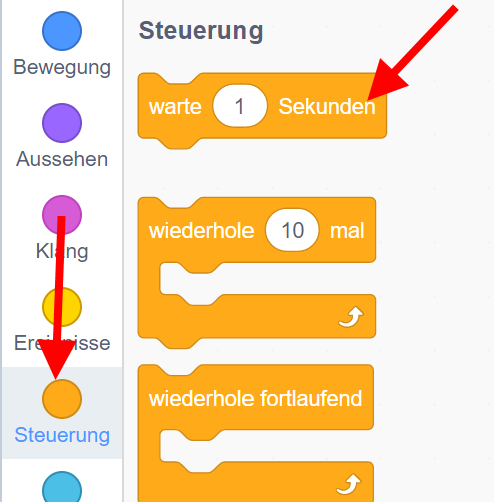 Steuerung
Bewegung
warte 1 Sekunden
Aussehen
wiederhole 10 mal
Klang
Ereignisse
wiederhole fortlaufend
Steuerung